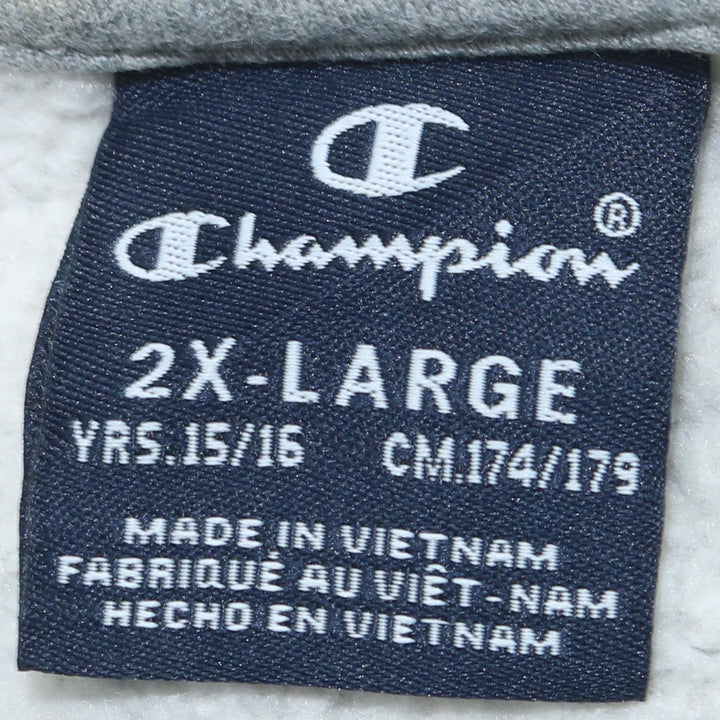 C
Champion®
2X-LARGE
YRS.15/16 CM.174/179
MADE IN VIETNAM
FABRIQUÉ AU VIÊT-NAM
HECHO EN VIETNAM